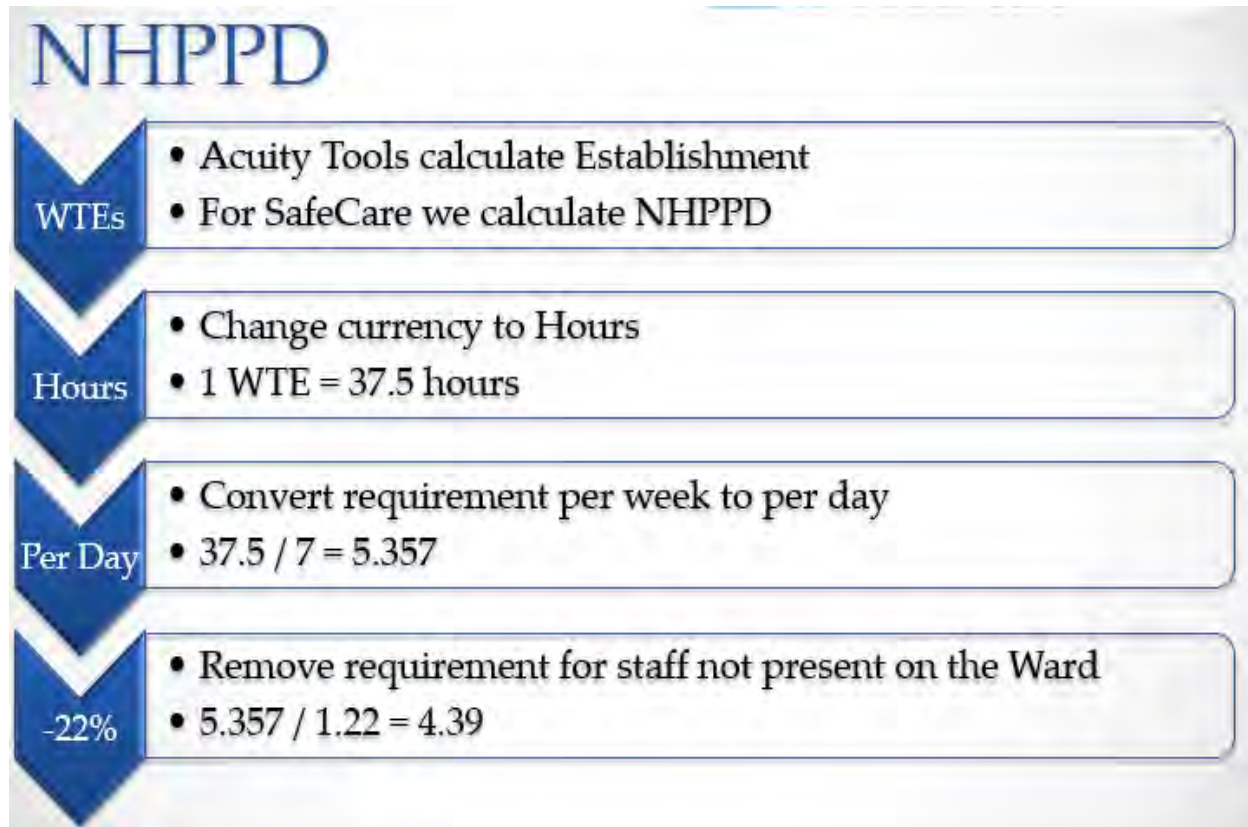 NHPPD
WTEs
• Acuity Tools calculate Establishment
• For SafeCare we calculate NHPPD
Hours
• Change currency to Hours
• 1 WTE = 37.5 hours
Per Day
• Convert requirement per week to per day
• 37.5 / 7 = 5.357
-22%
• Remove requirement for staff not present on the Ward
• 5.357 / 1.22 = 4.39